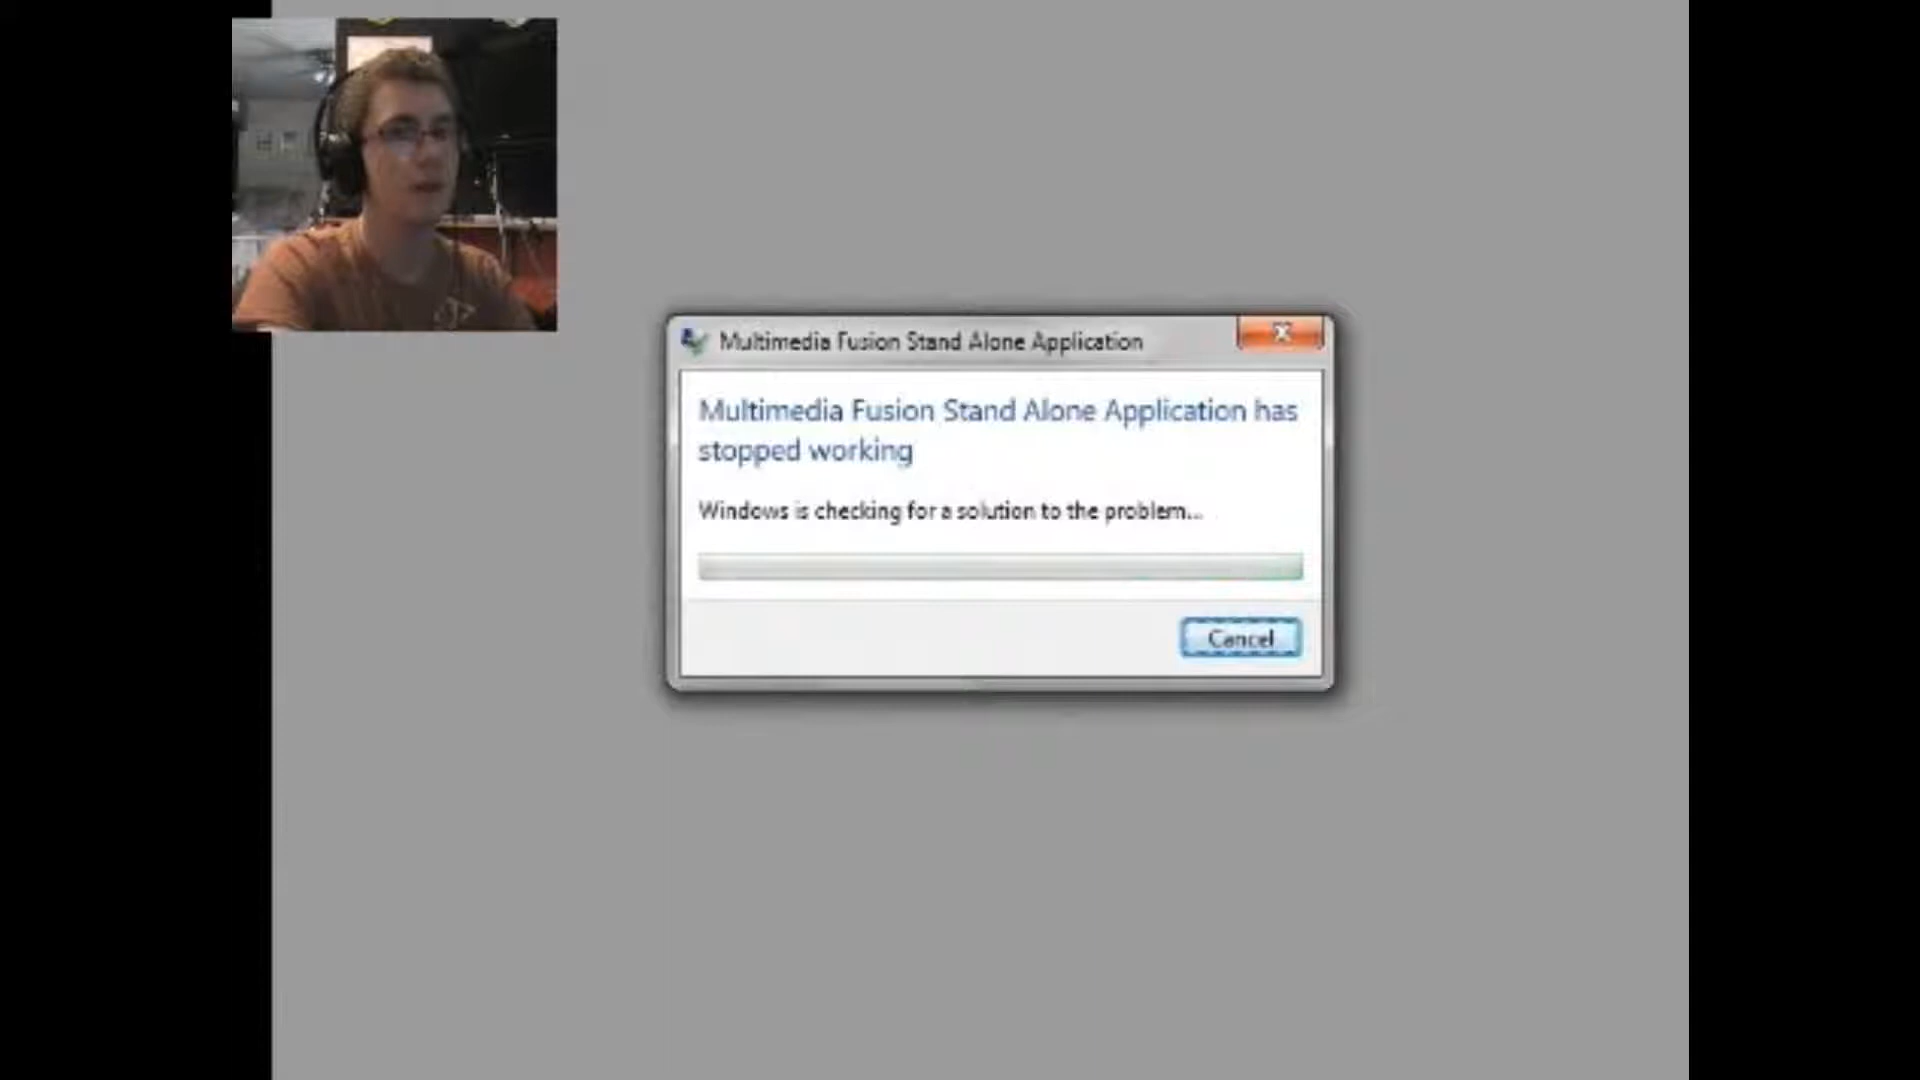 Multimedia Fusion Stand Alone Application
Multimedia Fusion Stand Alone Application has
stopped working
Windows is checking for a solution to the problem...
Cancel